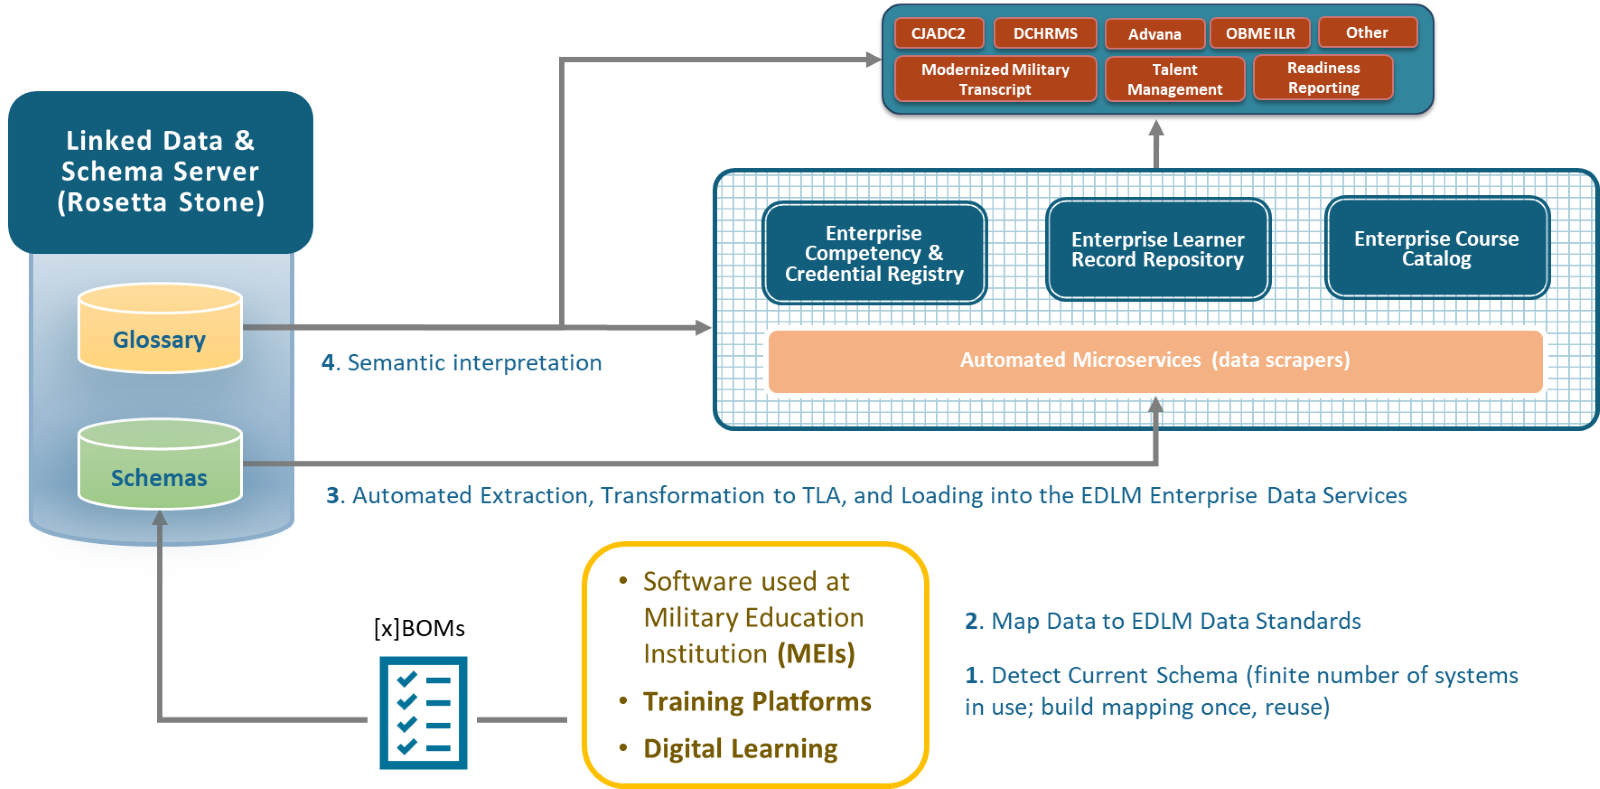 CJADC2
DCHRMS
Advana
OBME ILR
Other
Modernized Military
Transcript
Talent
Management
Readiness
Reporting
Linked Data &
Schema Server
(Rosetta Stone)
Enterprise
Competency &
Credential Registry
Enterprise Learner
Record Repository
Enterprise Course
Catalog
Glossary
4. Semantic interpretation
Automated Microservices (data scrapers)
Schemas
3. Automated Extraction, Transformation to TLA, and Loading into the EDLM Enterprise Data Services
[x]BOMs
• Software used at
Military Education
Institution (MEIs)
• Training Platforms
• Digital Learning
2. Map Data to EDLM Data Standards
1. Detect Current Schema (finite number of systems
in use; build mapping once, reuse)